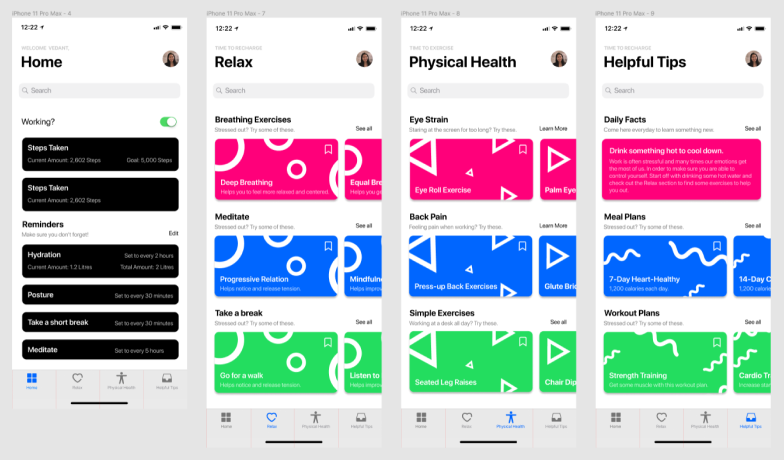 iPhone 11 Pro Max - 4
12:22
WELCOME VEDANT,
Home
Search
Working?
Steps Taken
Current Amount: 2,602 Steps
Goal: 5,000 Steps
Steps Taken
Current Amount: 2,602 Steps
Reminders
Make sure you don't forget!
Edit
Hydration
Set to every 2 hours
Current Amount: 1.2 Litres
Total Amount: 2 Litres
Posture
Set to every 30 minutes
Take a short break
Set to every 30 minutes
Meditate
Set to every 5 hours
Home
Relax
Physical Health
Helpful Tips
iPhone 11 Pro Max - 7
12:22
TIME TO RECHARGE
Relax
Search
Breathing Exercises
Stressed out? Try some of these.
See all
Deep Breathing
Helps you to feel more relaxed and centered.
Equal Bre
Helps you g
Meditate
Stressed out? Try some of these.
See all
Progressive Relation
Helps notice and release tension.
Mindfuln
Helps improv
Take a break
Stressed out? Try some of these.
See all
Go for a walk
Helps notice and release tension.
Listen to
Helps improv
Home
Relax
Physical Health
Helpful Tips
iPhone 11 Pro Max - 8
12:22
TIME TO EXERCISE
Physical Health
Search
Eye Strain
Staring at the screen for too long? Try these.
Learn More
Eye Roll Exercise
Palm Eye
Back Pain
Feeling pain when working? Try these.
Learn More
Press-up Back Exercises
Glute Bri
Simple Exercises
Working at a desk all day? Try these.
See all
Seated Leg Raises
Chair Dip
Home
Relax
Physical Health
Helpful Tips
iPhone 11 Pro Max - 9
12:22
TIME TO RECHARGE
Helpful Tips
Search
Daily Facts
Come here everyday to learn something new.
See all
Drink something hot to cool down.
Work is often stressful and many times our emotions get
the most of us. In order to make sure you are able to
control yourself. Start off with drinking some hot water and
check out the Relax section to find some exercises to help
you out.
Meal Plans
Stressed out? Try some of these.
See all
7-Day Heart-Healthy
1,200 calories each day.
14-Day C
1,200 calo
Workout Plans
Stressed out? Try some of these.
See all
Strength Training
Get some muscle with this workout plan.
Cardio Tr
Increase star
Home
Relax
Physical Health
Helpful Tips